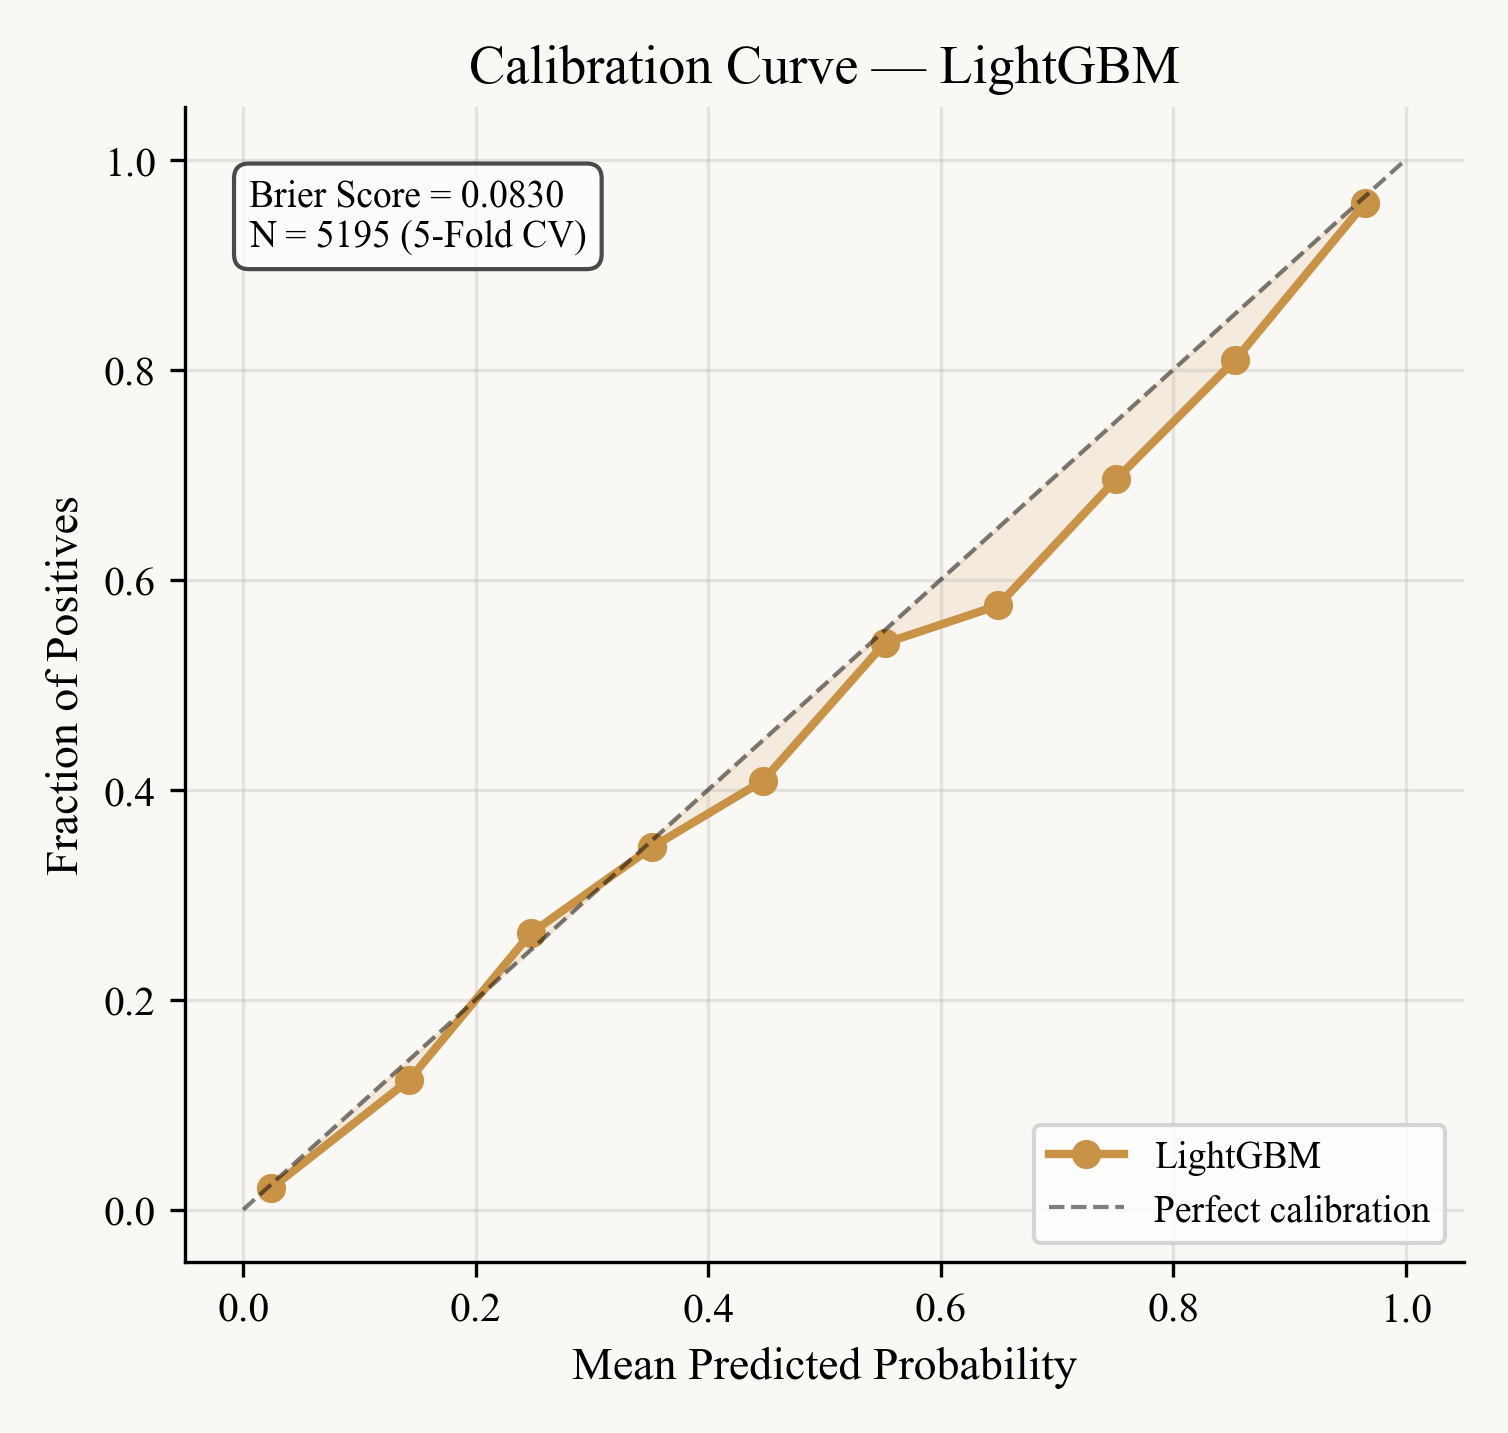 Calibration Curve — LightGBM
Brier Score = 0.0830
N = 5195 (5-Fold CV)
Fraction of Positives
1.0
0.8
0.6
0.4
0.2
0.0
LightGBM
Perfect calibration
0.0 0.2 0.4 0.6 0.8 1.0
Mean Predicted Probability